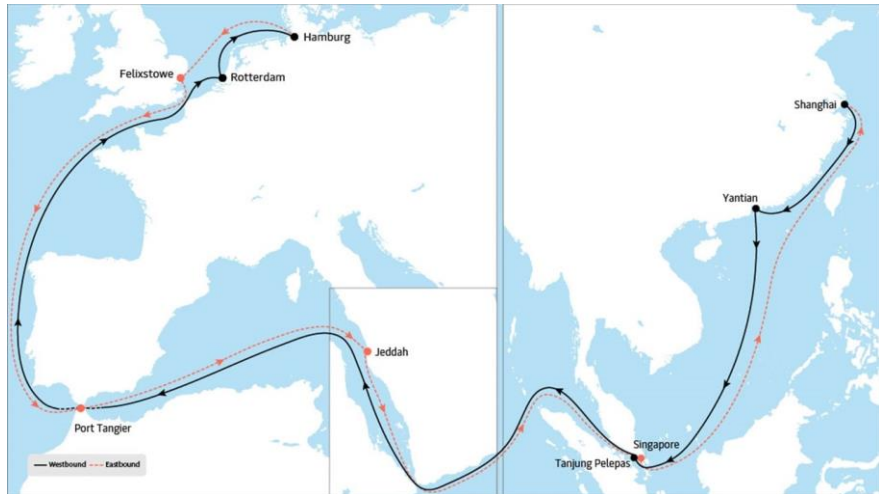 Hamburg
Felixstowe
Rotterdam
Shanghai
Yantian
Jeddah
Port Tangier
Singapore
Tanjung Pelepas
Westbound Eastbound